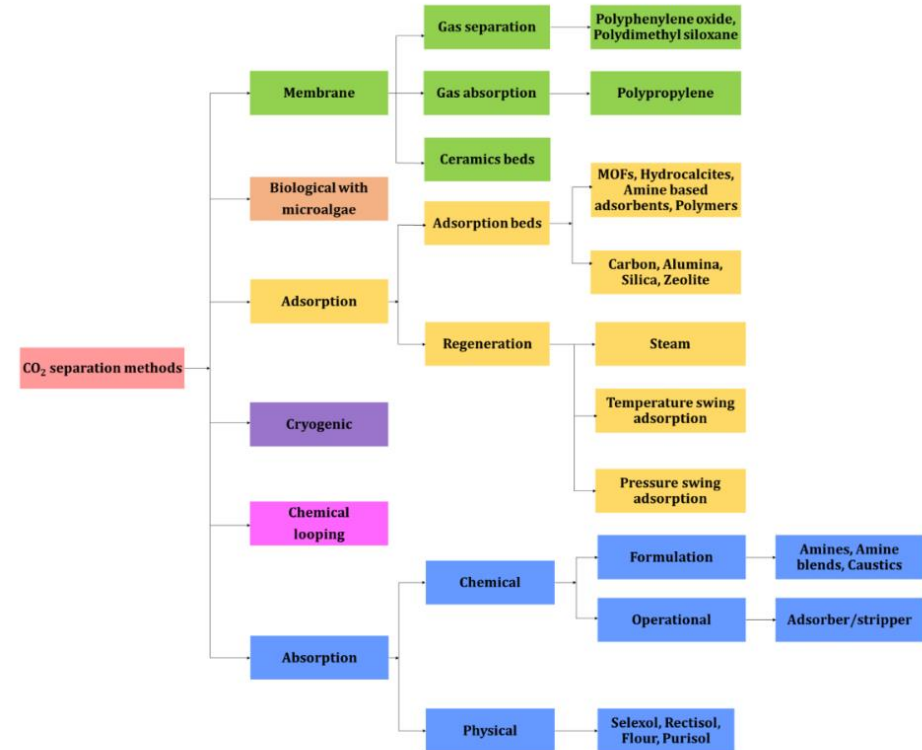 Gas separation
Polyphenylene oxide,
Polydimethyl siloxane
Membrane
Gas absorption
Polypropylene
Ceramics beds
Biological with
microalgae
MOFs, Hydrocalcites,
Amine based
adsorbents, Polymers
Adsorption beds
Carbon, Alumina,
Silica, Zeolite
Adsorption
Regeneration
Steam
CO₂ separation methods
Temperature swing
adsorption
Cryogenic
Pressure swing
adsorption
Chemical
looping
Formulation
Amines, Amine
blends, Caustics
Chemical
Operational
Adsorber/stripper
Absorption
Physical
Selexol, Rectisol,
Flour, Purisol